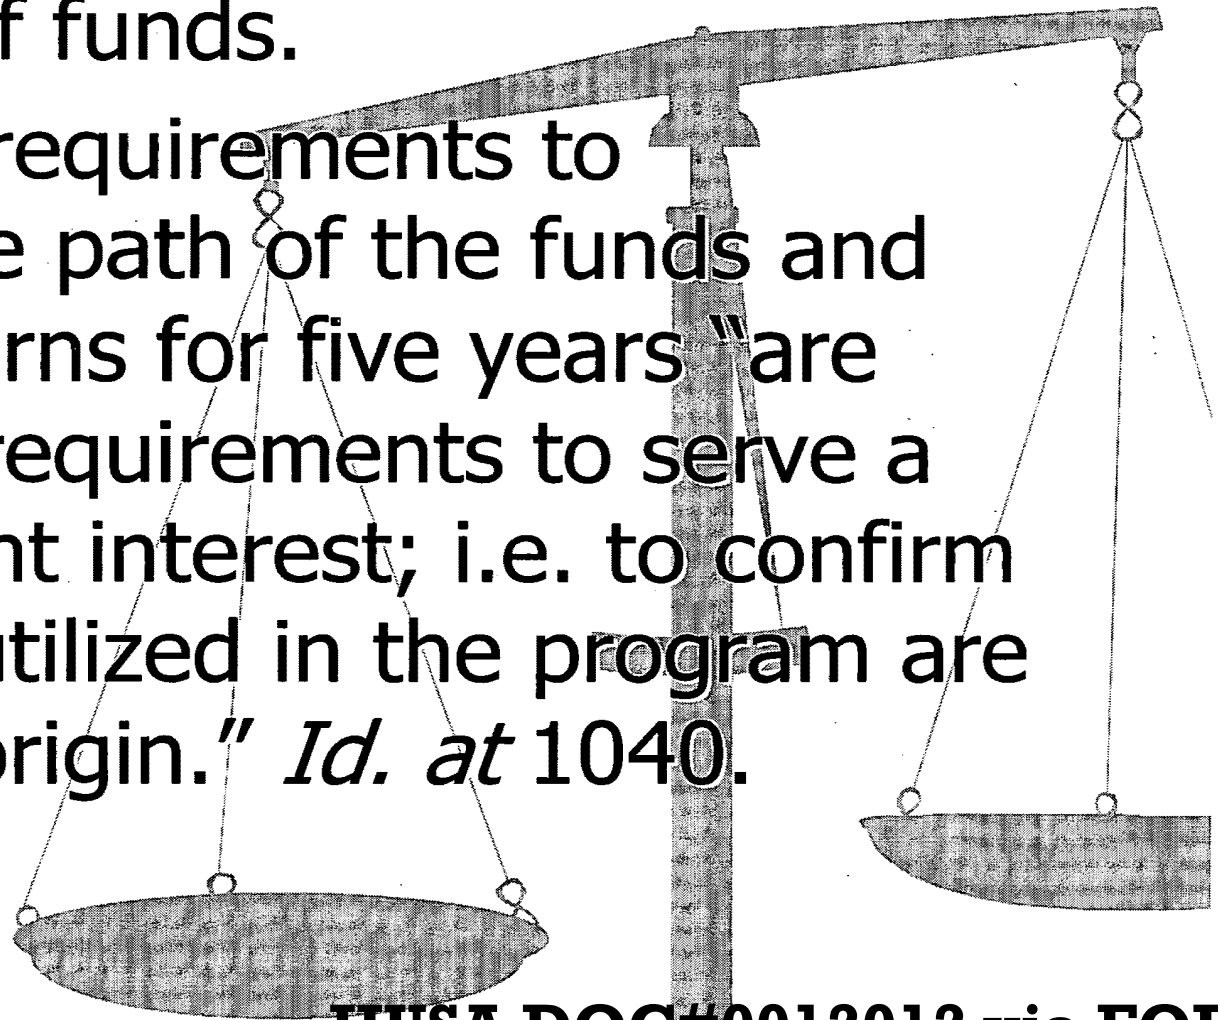 f funds.
requirements to
e path of the funds and
rns for five years “are
requirements to serve a
nt interest; i.e. to confirm
utilized in the program are
origin.” Id. at 1040.